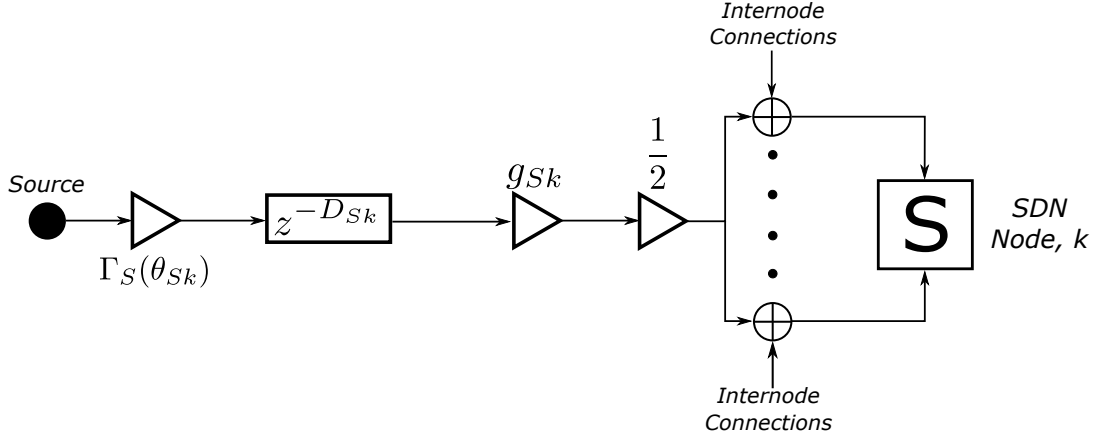 Internode
Connections
Source
Γ_S(θ_{Sk})
z^{-D_{Sk}}
g_{Sk}
1/2
S
SDN
Node, k
Internode
Connections